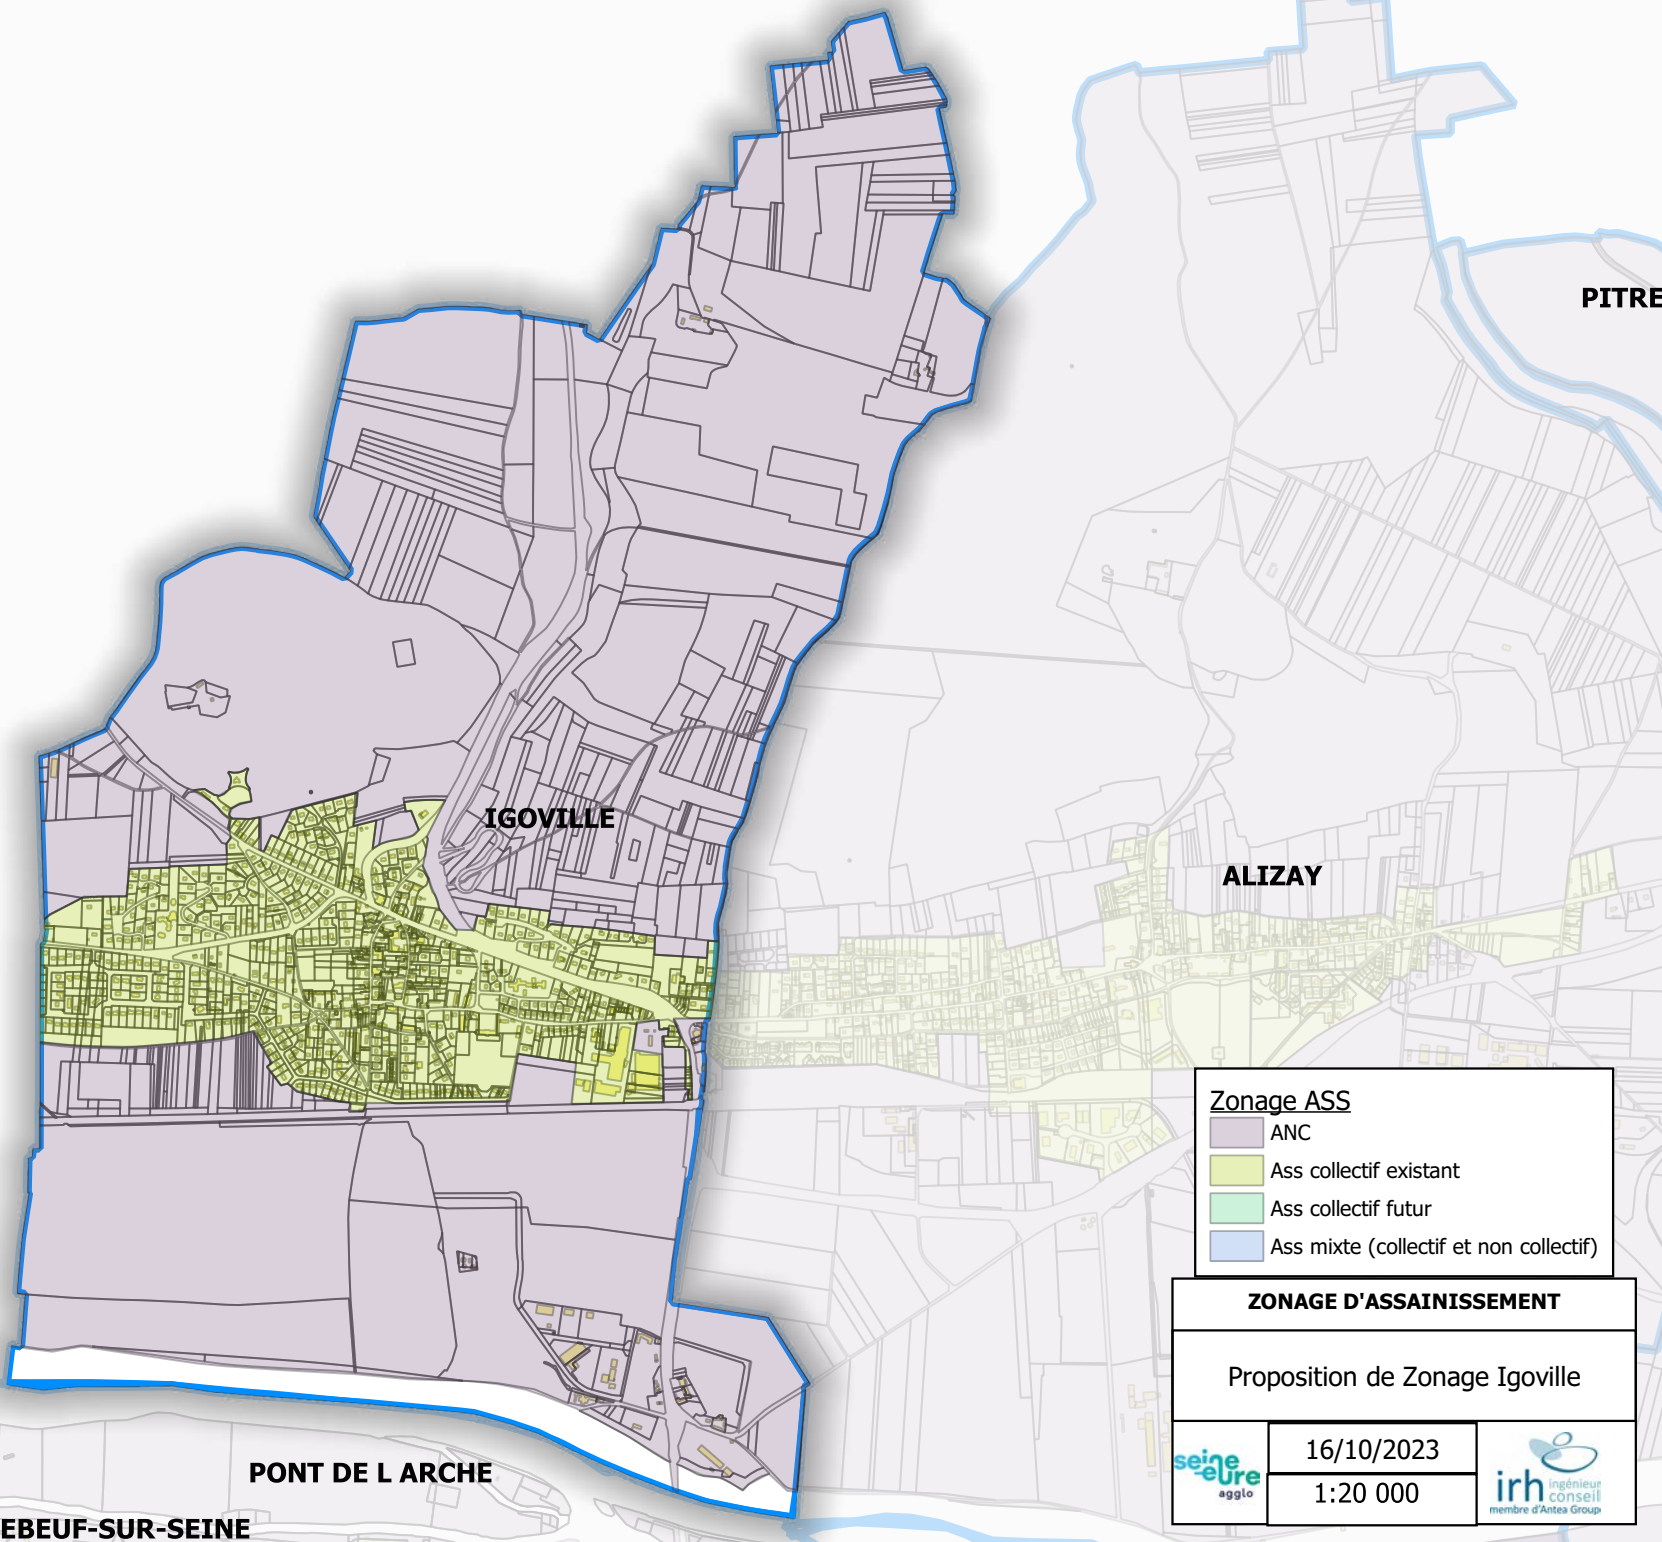 PITRE
IGOVILLE
ALIZAY
Zonage ASS
ANC
Ass collectif existant
Ass collectif futur
Ass mixte (collectif et non collectif)
ZONAGE D'ASSAINISSEMENT
Proposition de Zonage Igoville
seine
eure
agglo
16/10/2023
1:20 000
irh ingénieur
conseil
membre d'Antea Group
PONT DE L ARCHE
EBEUF-SUR-SEINE